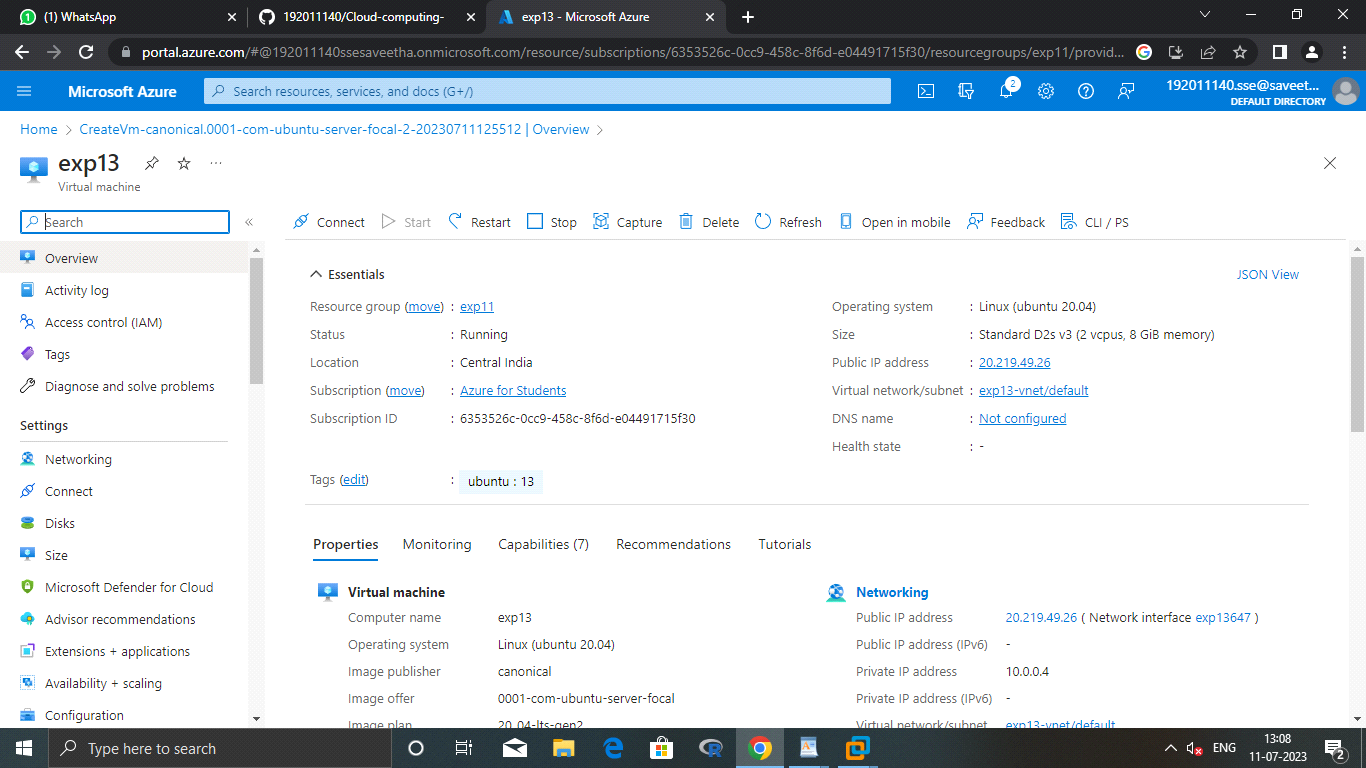 (1) WhatsApp
192011140/Cloud-computing-
exp13 - Microsoft Azure
portal.azure.com/#@192011140ssesaveetha.onmicrosoft.com/resource/subscriptions/6353526c-0cc9-458c-8f6d-e04491715f30/resourcegroups/exp11/provid...
Microsoft Azure
Search resources, services, and docs (G+/)
2
192011140.sse@saveet...
DEFAULT DIRECTORY
Home > CreateVm-canonical.0001-com-ubuntu-server-focal-2-20230711125512 | Overview >
exp13
Virtual machine
Search
Connect Start Restart Stop Capture Delete Refresh Open in mobile Feedback CLI / PS
Overview
Activity log
Access control (IAM)
Tags
Diagnose and solve problems
Settings
Networking
Connect
Disks
Size
Microsoft Defender for Cloud
Advisor recommendations
Extensions + applications
Availability + scaling
Configuration
Essentials
JSON View
Resource group (move) : exp11
Status : Running
Location : Central India
Subscription (move) : Azure for Students
Subscription ID : 6353526c-0cc9-458c-8f6d-e04491715f30
Operating system : Linux (ubuntu 20.04)
Size : Standard D2s v3 (2 vcpus, 8 GiB memory)
Public IP address : 20.219.49.26
Virtual network/subnet : exp13-vnet/default
DNS name : Not configured
Health state : -
Tags (edit) : ubuntu : 13
Properties Monitoring Capabilities (7) Recommendations Tutorials
Virtual machine
Computer name exp13
Operating system Linux (ubuntu 20.04)
Image publisher canonical
Image offer 0001-com-ubuntu-server-focal
Image plan 20_04-lts-gen2
Networking
Public IP address 20.219.49.26 ( Network interface exp13647 )
Public IP address (IPv6) -
Private IP address 10.0.0.4
Private IP address (IPv6) -
Virtual network/subnet exp13-vnet/default
Type here to search
ENG
13:08
11-07-2023
2